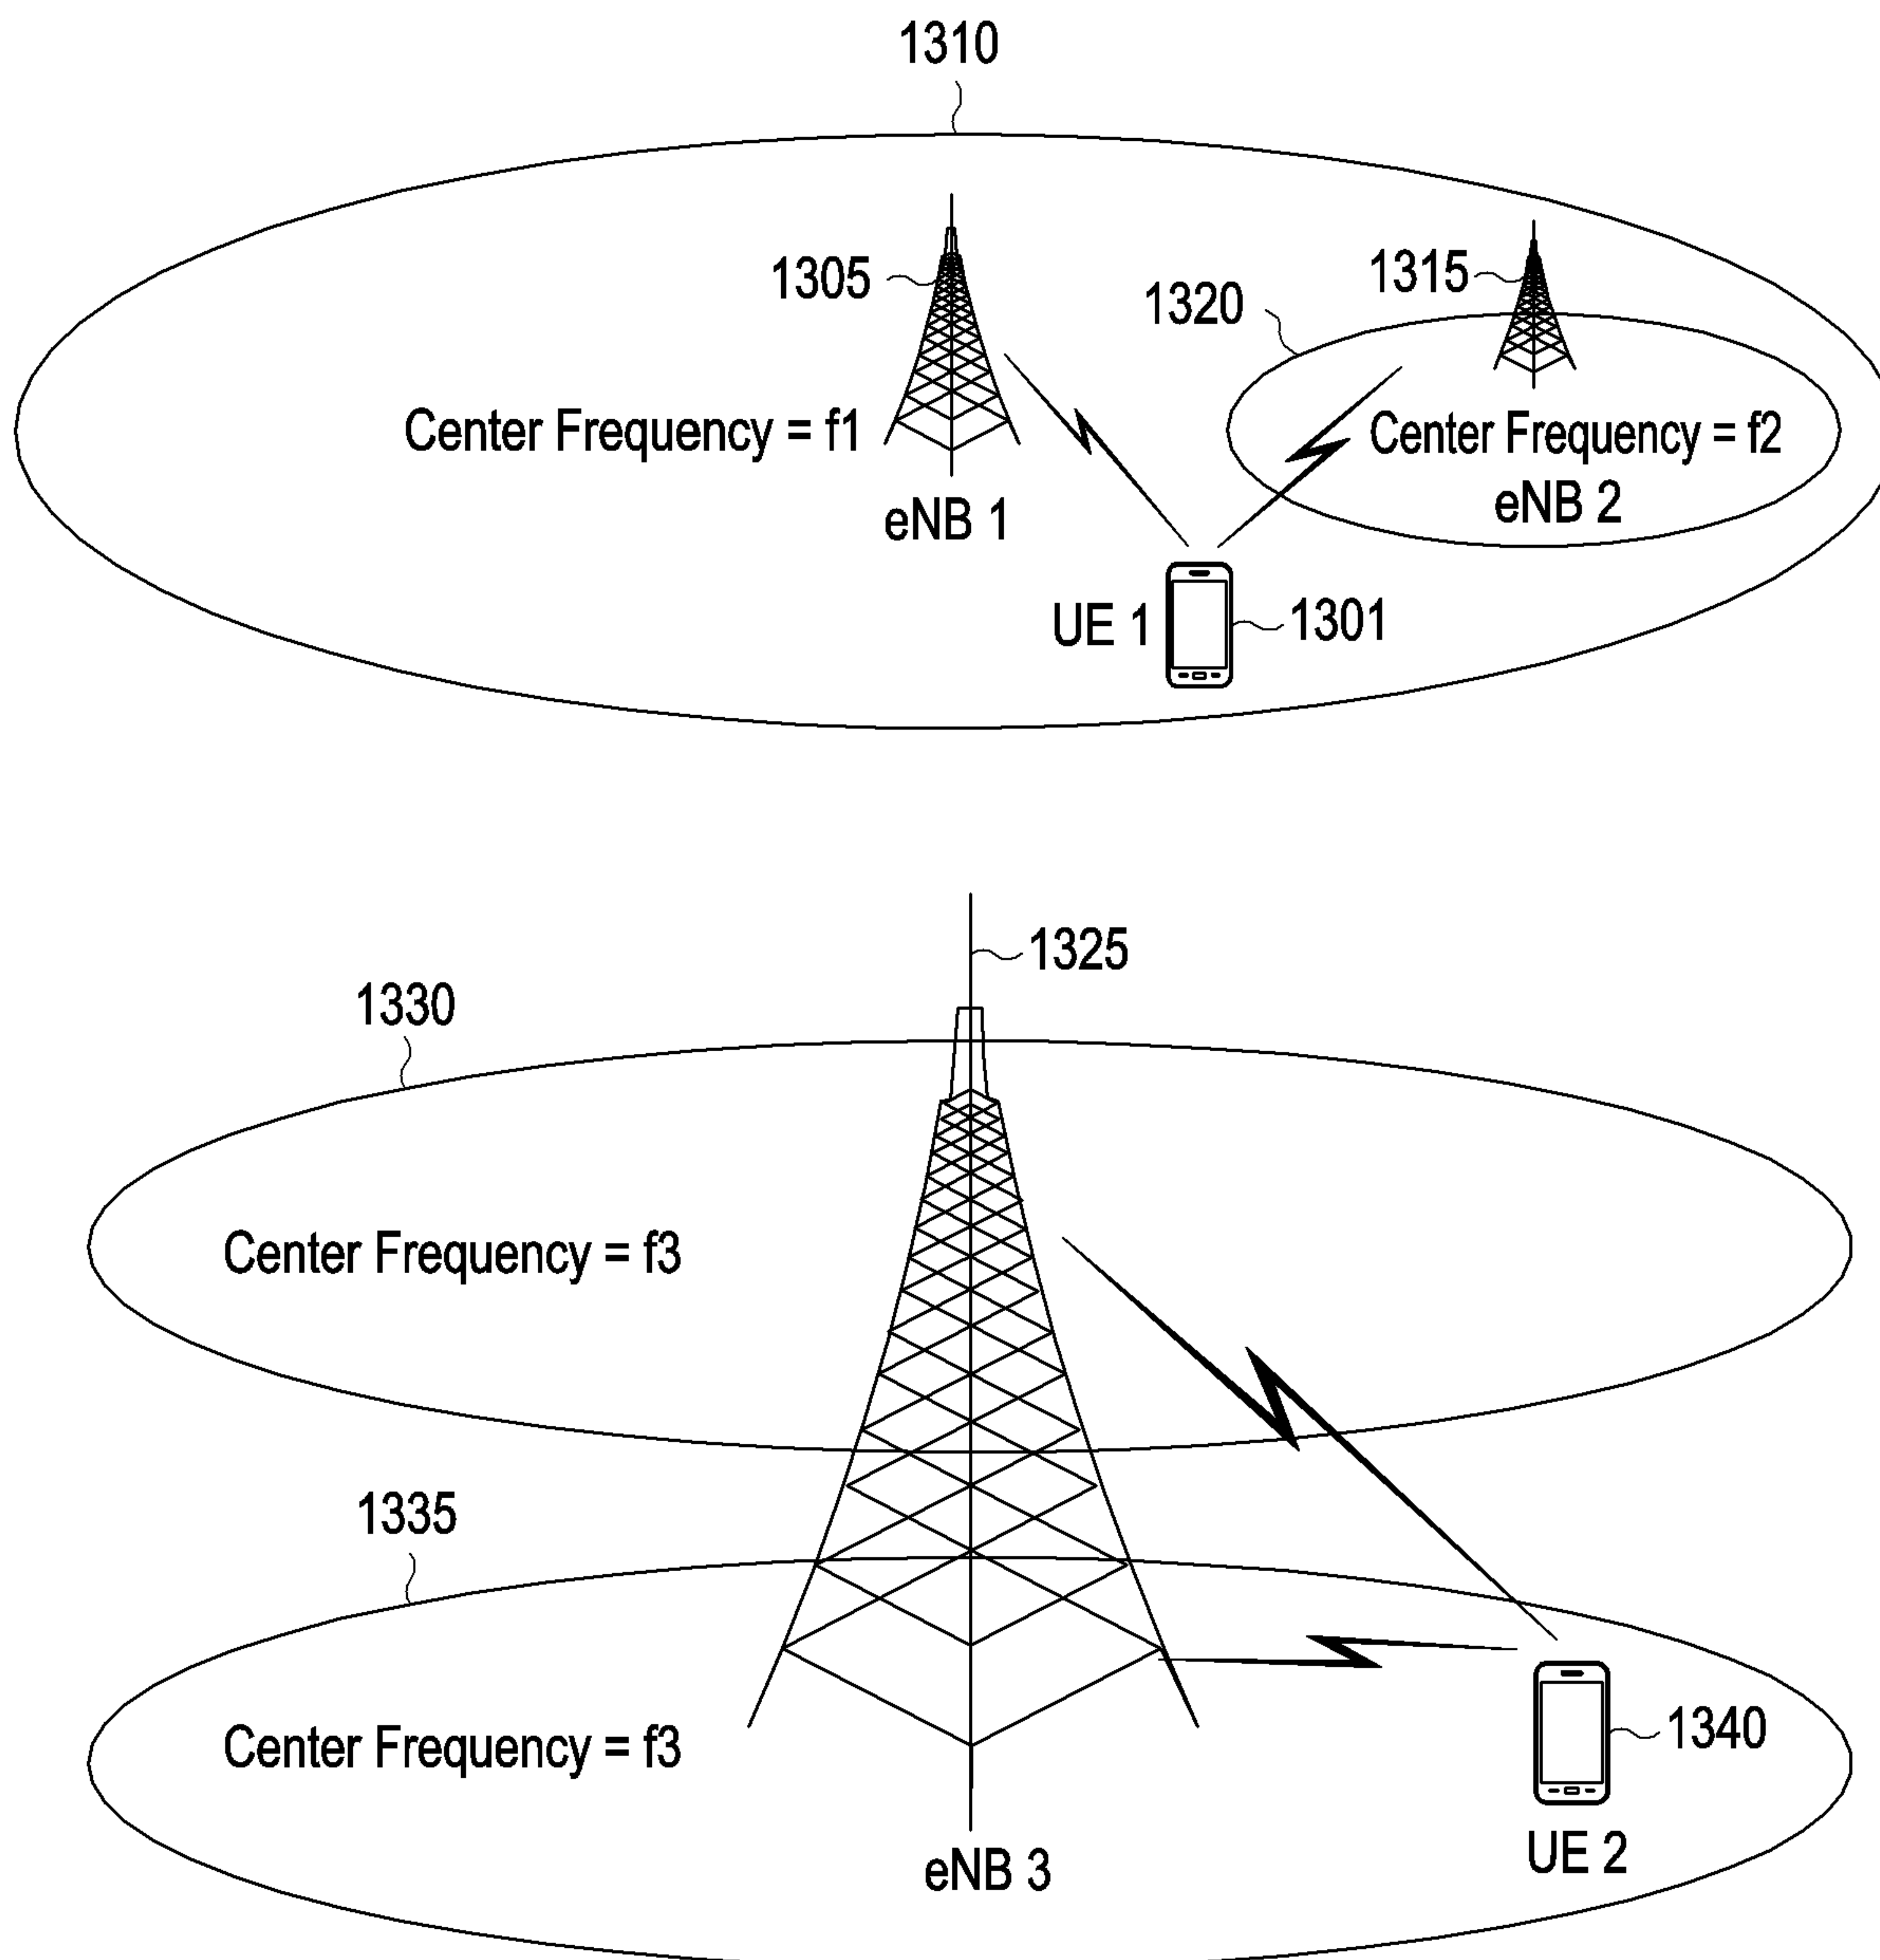 1310
1305
1315
1320
Center Frequency = f1
Center Frequency = f2
eNB 1
eNB 2
UE 1
1301
1325
1330
Center Frequency = f3
1335
Center Frequency = f3
1340
eNB 3
UE 2